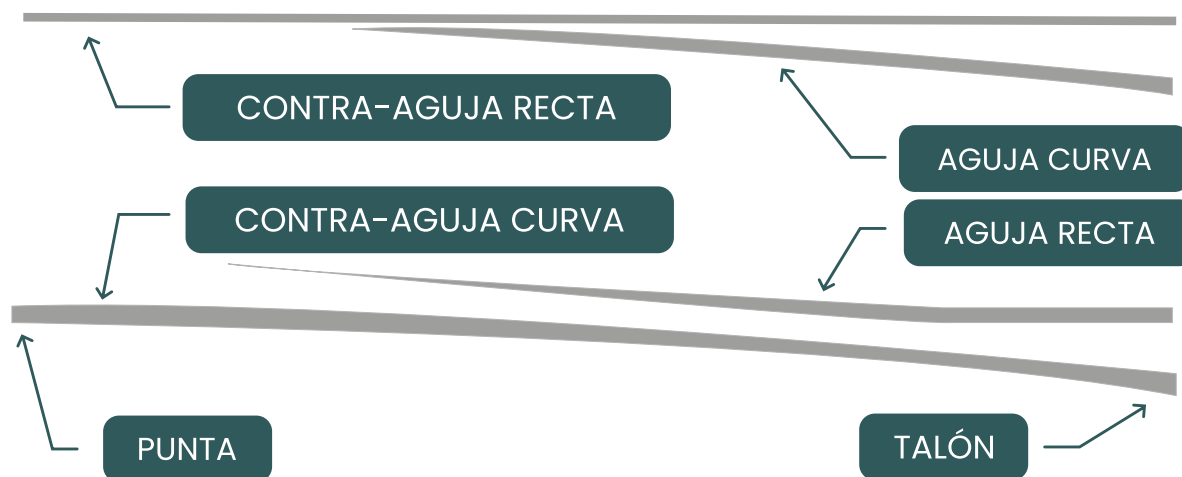 CONTRA-AGUJA RECTA
AGUJA CURVA
CONTRA-AGUJA CURVA
AGUJA RECTA
PUNTA
TALÓN